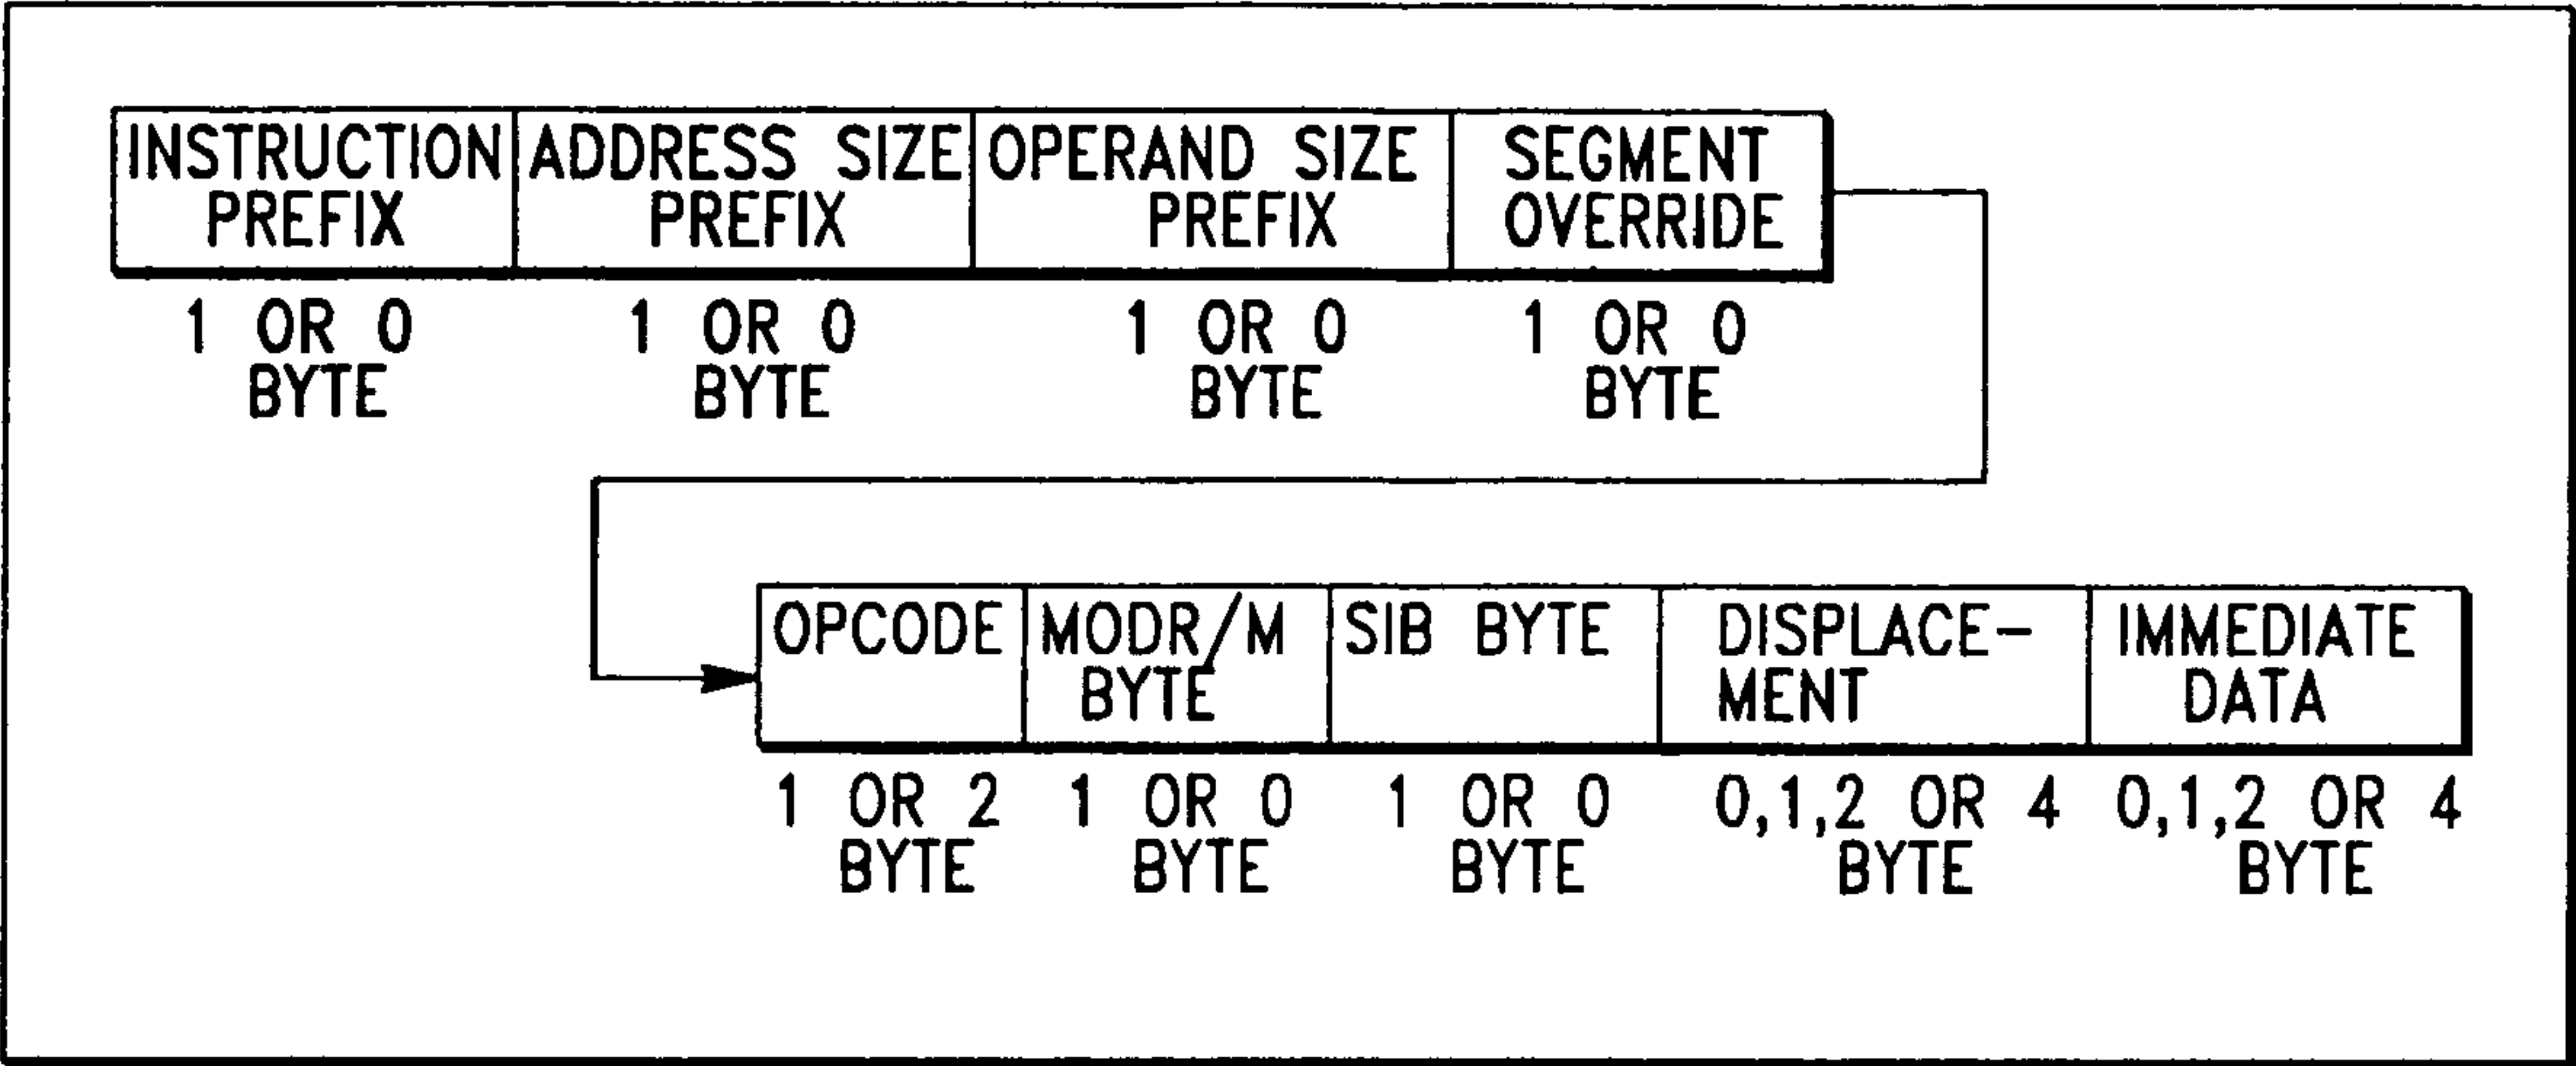 INSTRUCTION PREFIX
ADDRESS SIZE PREFIX
OPERAND SIZE PREFIX
SEGMENT OVERRIDE
1 OR 0 BYTE
1 OR 0 BYTE
1 OR 0 BYTE
1 OR 0 BYTE
OPCODE
MODR/M BYTE
SIB BYTE
DISPLACE-
MENT
IMMEDIATE DATA
1 OR 2 BYTE
1 OR 0 BYTE
1 OR 0 BYTE
0,1,2 OR 4 BYTE
0,1,2 OR 4 BYTE